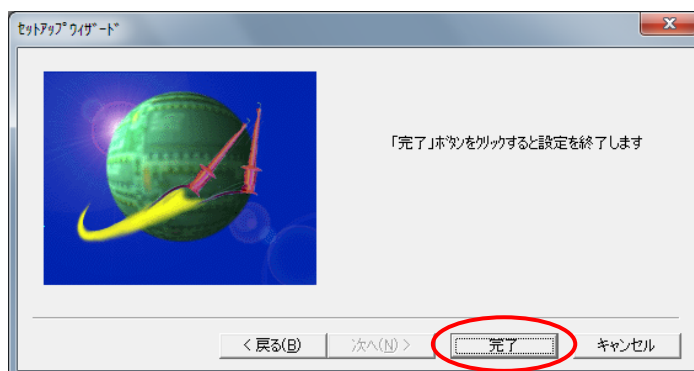 ｾｯﾄｱｯﾌﾟｳｨｻﾞｰﾄﾞ
「完了」ﾎﾞﾀﾝをｸﾘｯｸすると設定を終了します
< 戻る(B)
次へ(N) >
完了
キャンセル